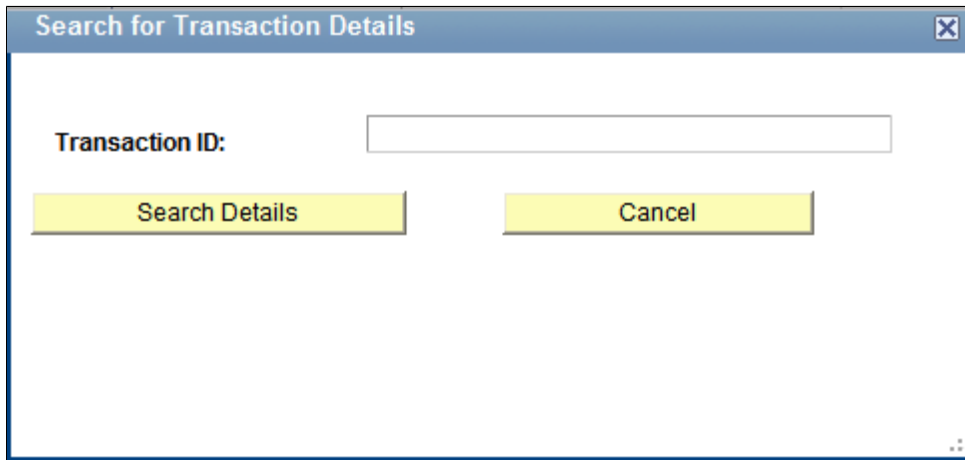 Search for Transaction Details
Transaction ID:
Search Details Cancel